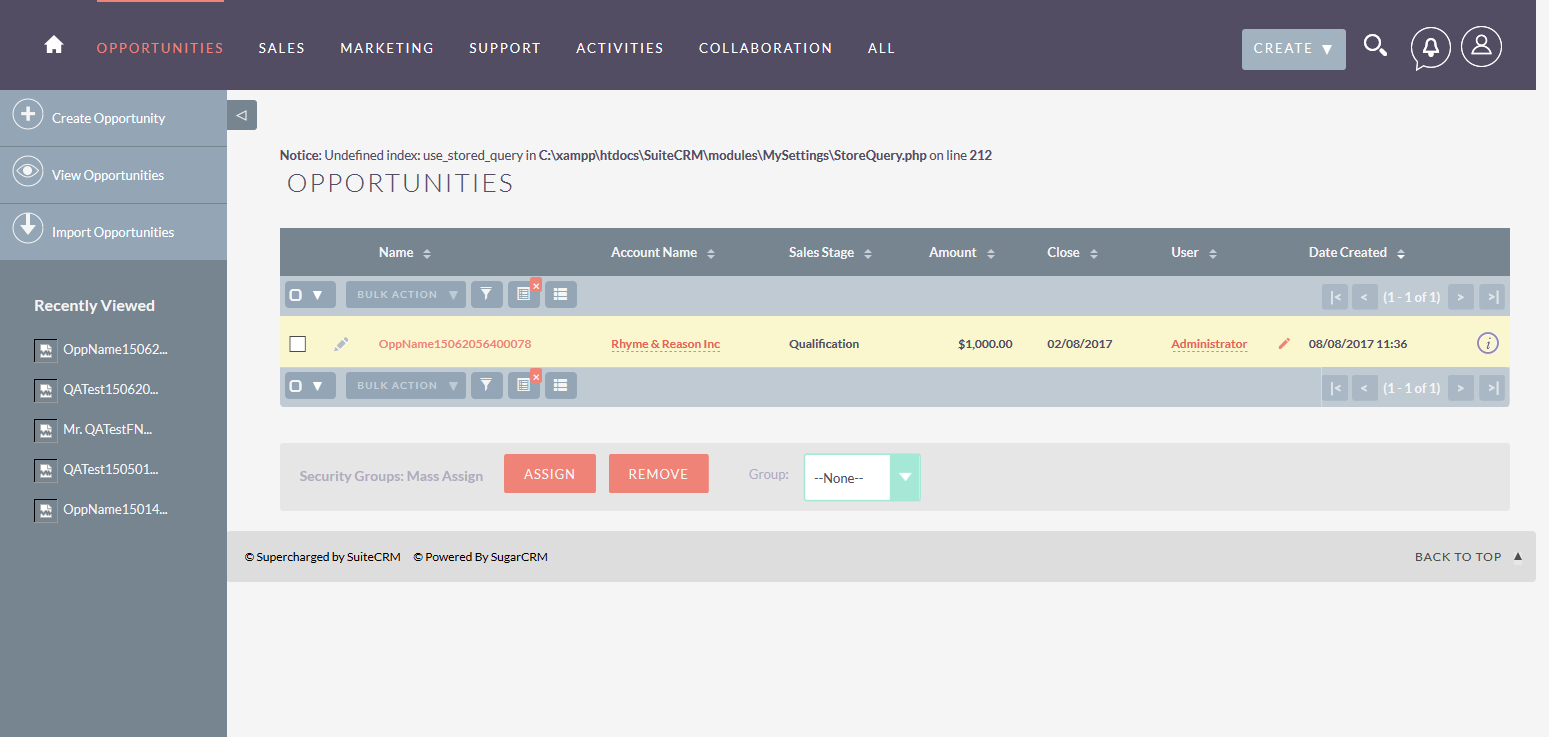 OPPORTUNITIES SALES MARKETING SUPPORT ACTIVITIES COLLABORATION ALL CREATE ▼
Create Opportunity
View Opportunities
Import Opportunities
Recently Viewed
OppName15062...
QATest150620...
Mr. QATestFN...
QATest150501...
OppName15014...
Notice: Undefined index: use_stored_query in C:\xampp\htdocs\SuiteCRM\modules\MySettings\StoreQuery.php on line 212
OPPORTUNITIES
Name Account Name Sales Stage Amount Close User Date Created
BULK ACTION ▼ (1 - 1 of 1)
OppName15062056400078 Rhyme & Reason Inc Qualification $1,000.00 02/08/2017 Administrator 08/08/2017 11:36
BULK ACTION ▼ (1 - 1 of 1)
Security Groups: Mass Assign ASSIGN REMOVE Group: --None--
© Supercharged by SuiteCRM © Powered By SugarCRM BACK TO TOP ▲